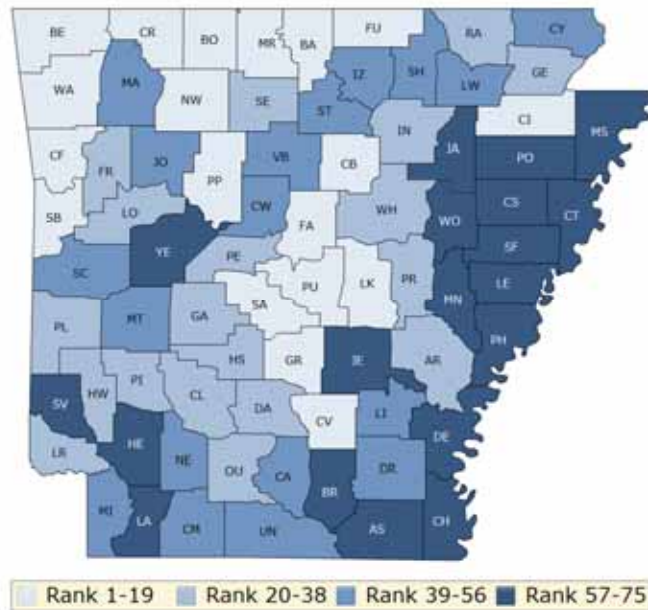 BE CR BO MR BA FU RA CY
WA MA NW SE IZ SH LW GE
ST CI MS
CF FR JO PP VB CB IN JA PO
SB LO CW FA WH WO CS CT
SC YE PE SF
SA PU LK PR MN LE
PL MT GA PH
HS GR JE AR
SV HW PI CL DA CV LI DE
LR HE NE OU CA BR DR
MI LA CM UN AS CH
Rank 1-19 Rank 20-38 Rank 39-56 Rank 57-75